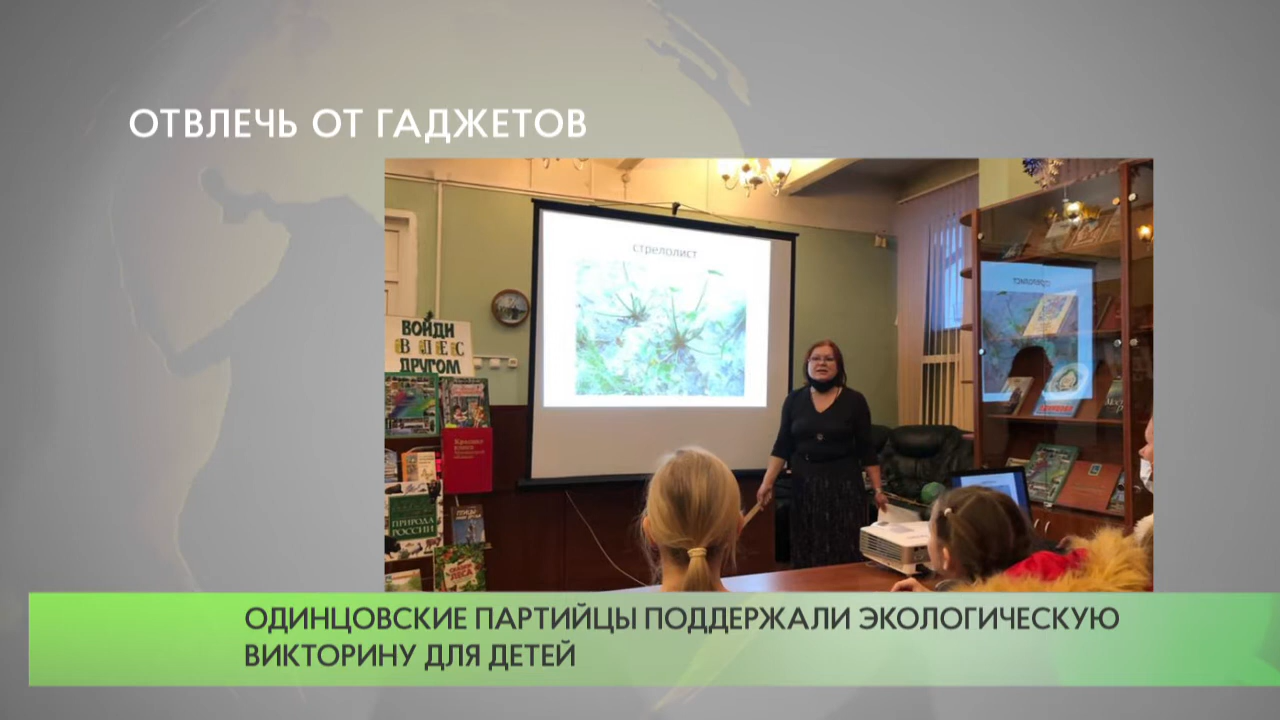 ОТВЛЕЧЬ ОТ ГАДЖЕТОВ
стрелолист
ВОЙДИ
В ЛЕС
ДРУГОМ
ПРИРОДА
РОССИИ
ОДИНЦОВСКИЕ ПАРТИЙЦЫ ПОДДЕРЖАЛИ ЭКОЛОГИЧЕСКУЮ
ВИКТОРИНУ ДЛЯ ДЕТЕЙ